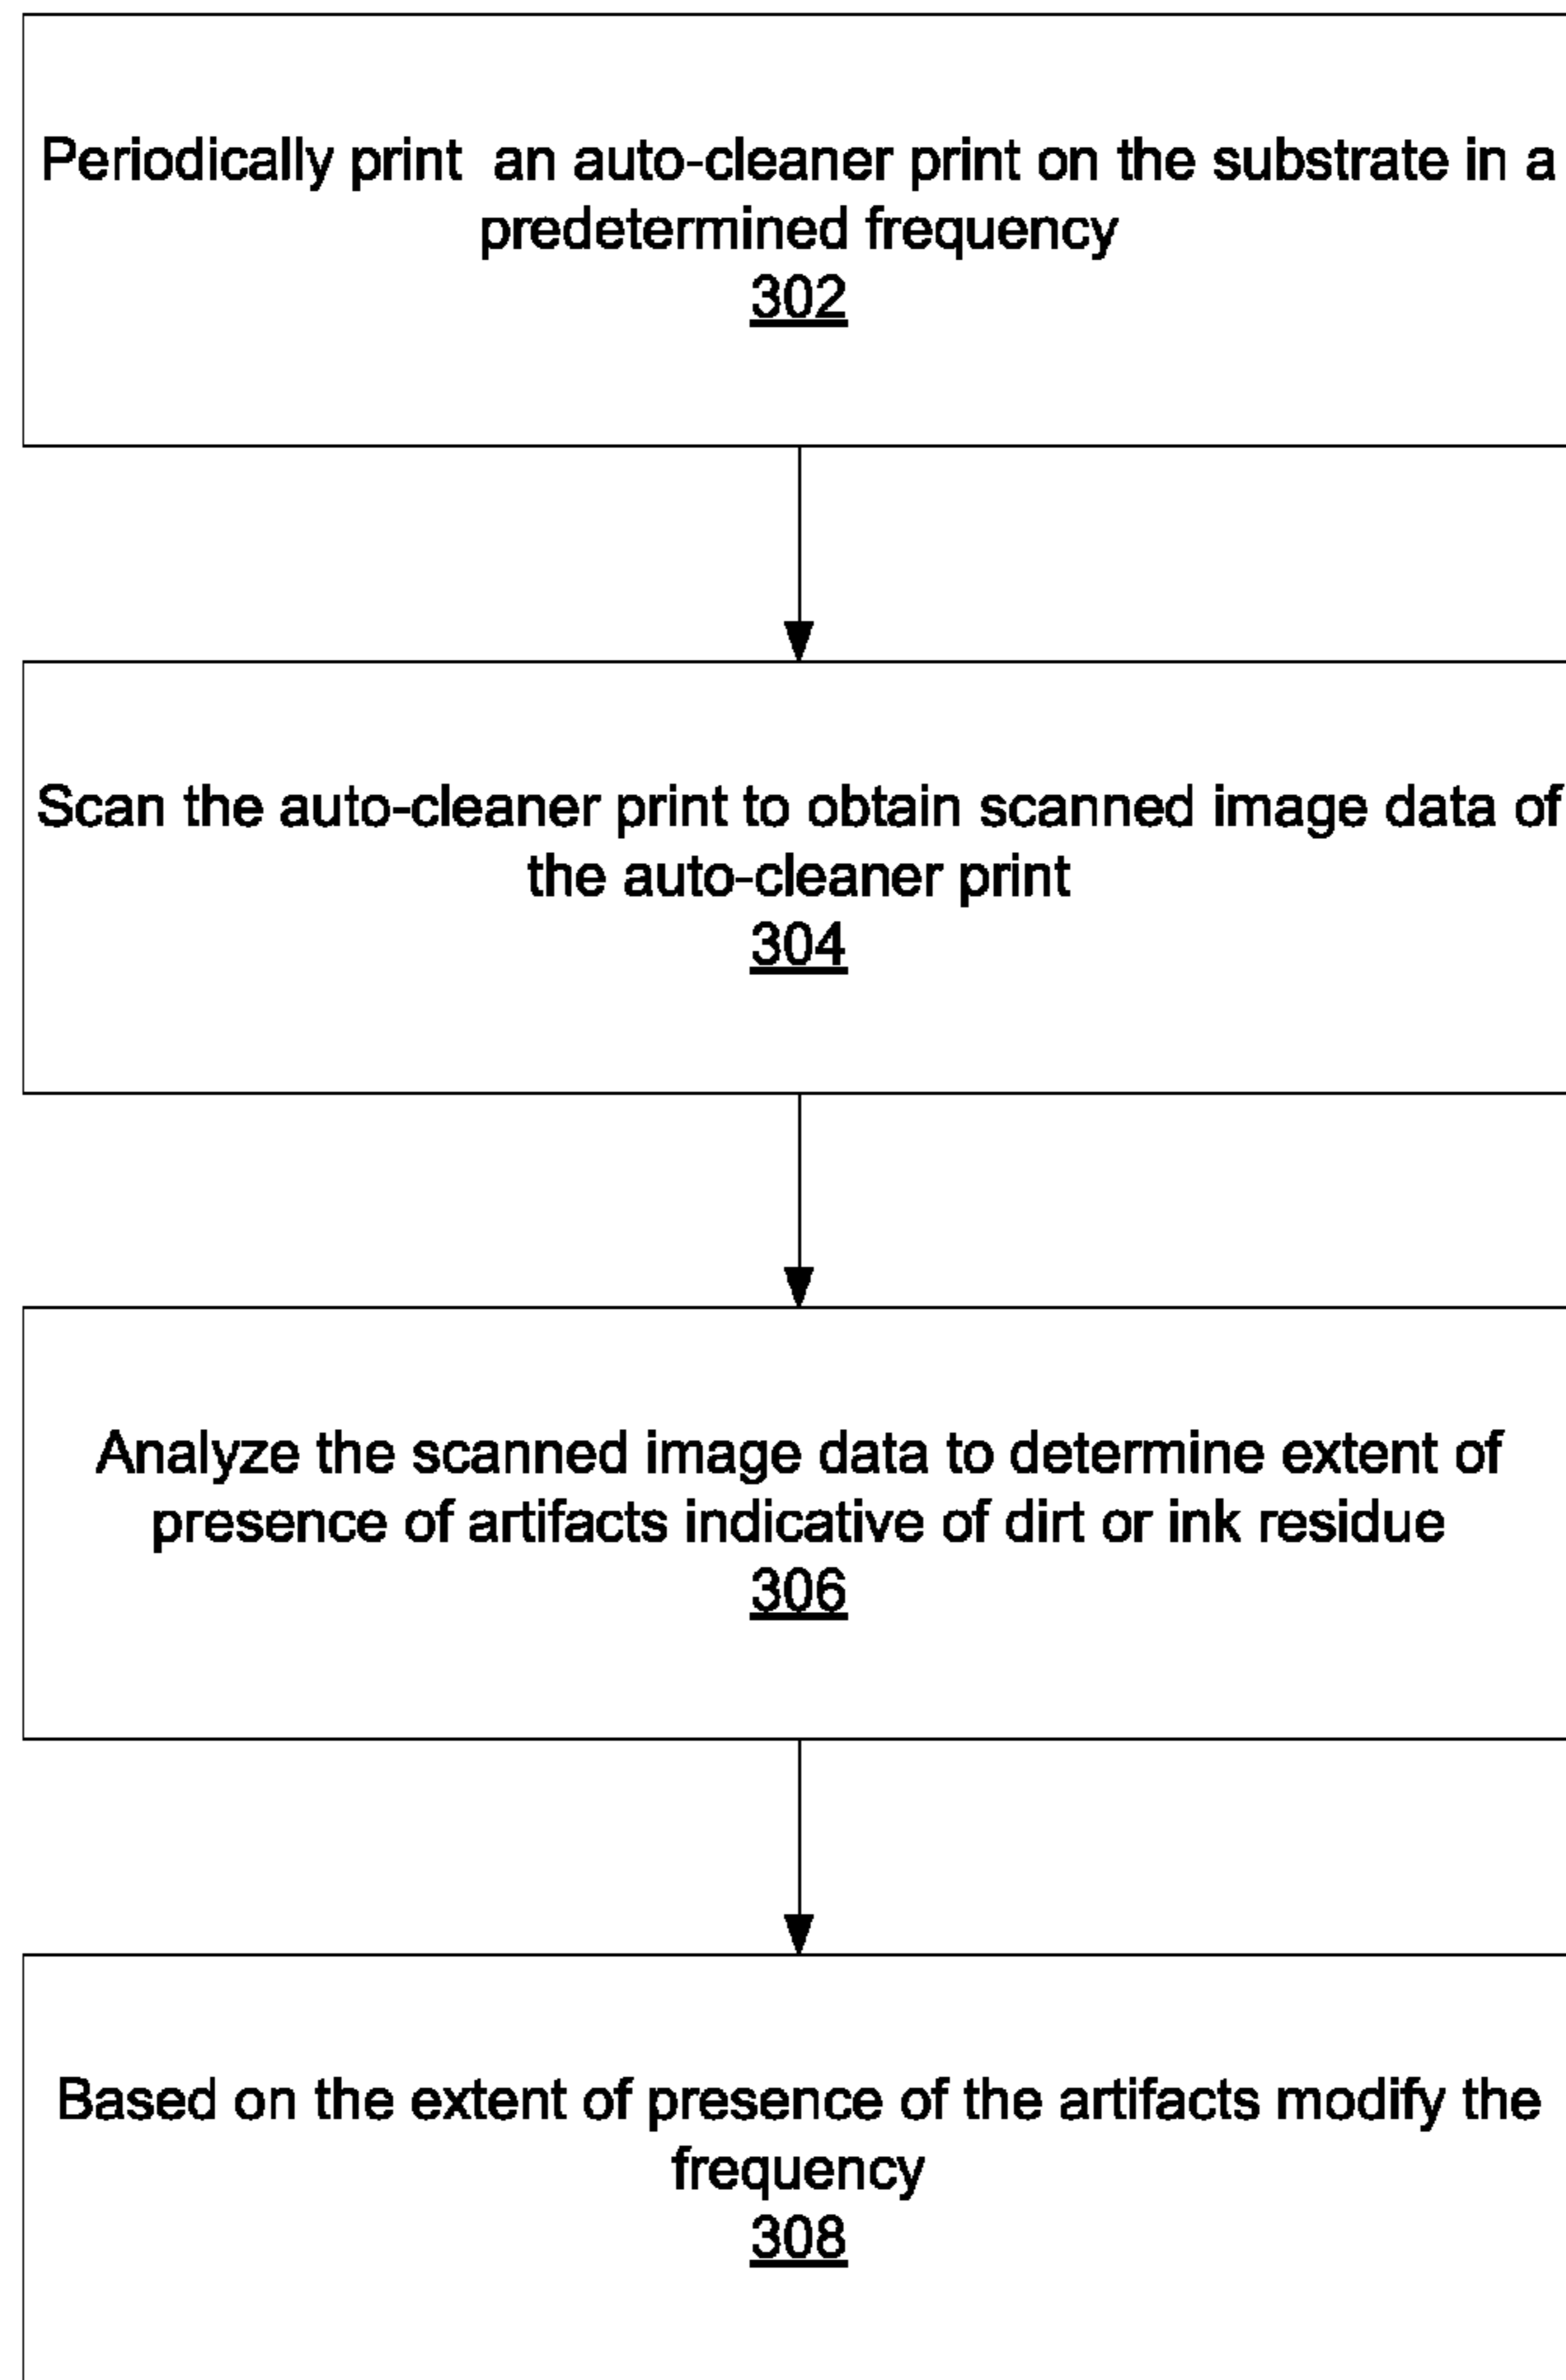 Periodically print an auto-cleaner print on the substrate in a
predetermined frequency
302
Scan the auto-cleaner print to obtain scanned image data of
the auto-cleaner print
304
Analyze the scanned image data to determine extent of
presence of artifacts indicative of dirt or ink residue
306
Based on the extent of presence of the artifacts modify the
frequency
308